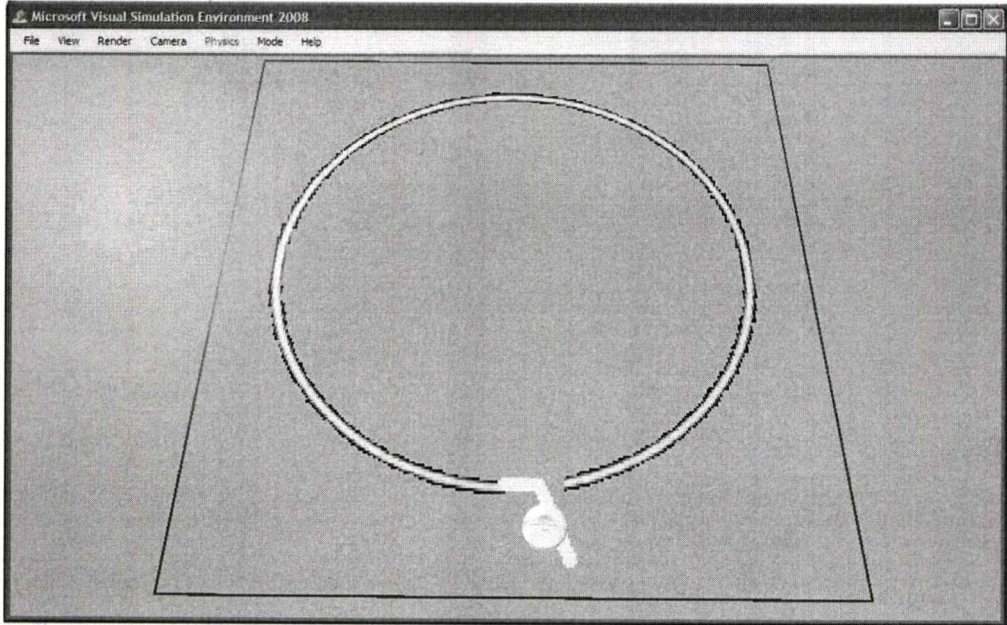 Microsoft Visual Simulation Environment 2008
File View Render Camera Physics Mode Help